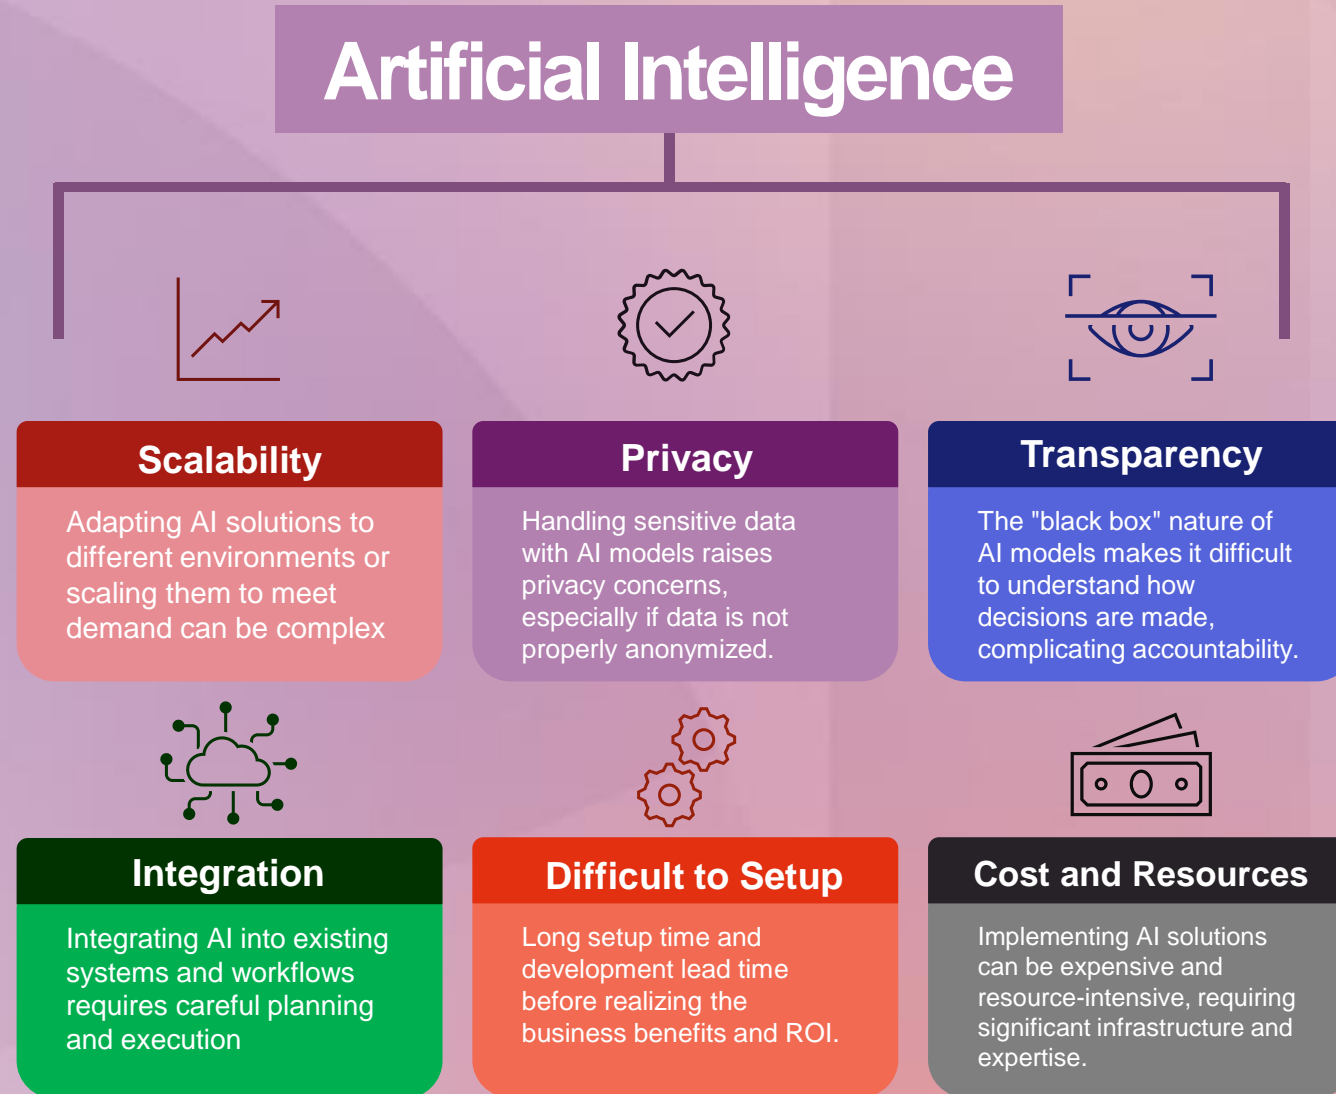 Artificial Intelligence
Scalability
Adapting AI solutions to
different environments or
scaling them to meet
demand can be complex
Privacy
Handling sensitive data
with AI models raises
privacy concerns,
especially if data is not
properly anonymized.
Transparency
The "black box" nature of
AI models makes it difficult
to understand how
decisions are made,
complicating accountability.
Integration
Integrating AI into existing
systems and workflows
requires careful planning
and execution
Difficult to Setup
Long setup time and
development lead time
before realizing the
business benefits and ROI.
Cost and Resources
Implementing AI solutions
can be expensive and
resource-intensive, requiring
significant infrastructure and
expertise.